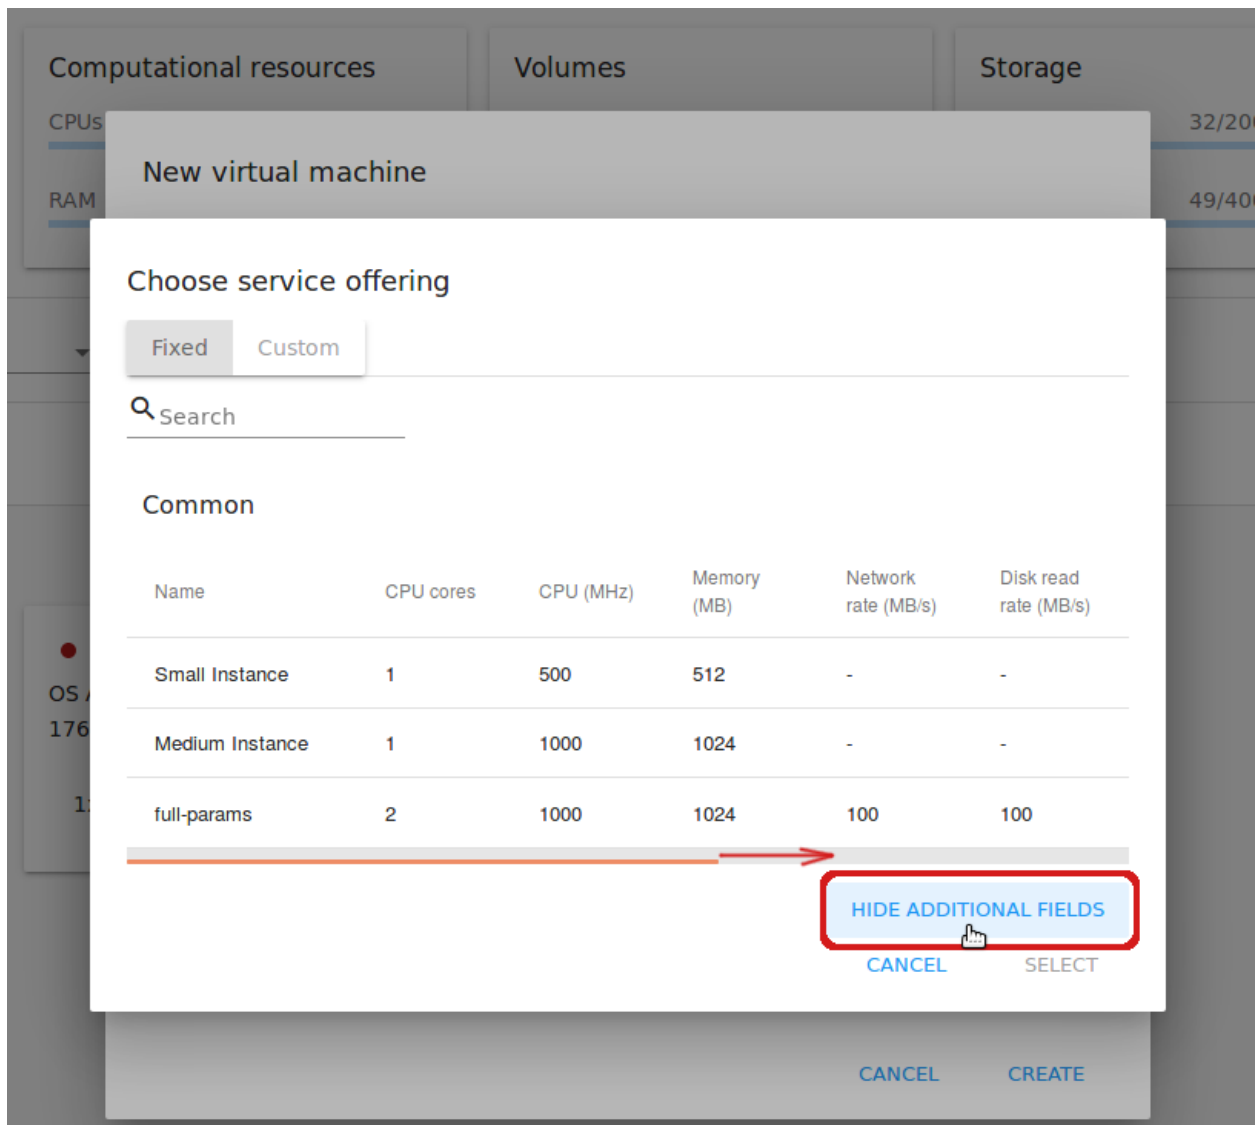 Computational resources
Volumes
Storage
CPUs
32/200
RAM
49/400
New virtual machine
Choose service offering
Fixed Custom
Search
Common
Name CPU cores CPU (MHz) Memory (MB) Network rate (MB/s) Disk read rate (MB/s)
Small Instance 1 500 512 - -
Medium Instance 1 1000 1024 - -
full-params 2 1000 1024 100 100
HIDE ADDITIONAL FIELDS
CANCEL SELECT
OS
176
CANCEL CREATE